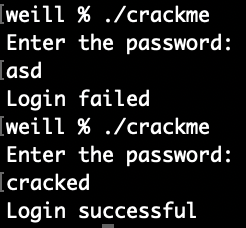 weill % ./crackme
Enter the password:
asd
Login failed
weill % ./crackme
Enter the password:
cracked
Login successful